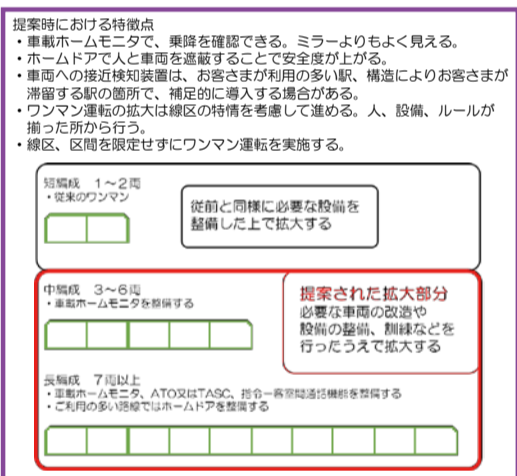 提案時における特徴点
・車載ホームモニタで、乗降を確認できる。ミラーよりもよく見える。
・ホームドアで人と車両を遮蔽することで安全度が上がる。
・車両への接近検知装置は、お客さまが利用の多い駅、構造によりお客さまが
滞留する駅の箇所で、補足的に導入する場合がある。
・ワンマン運転の拡大は線区の特情を考慮して進める。人、設備、ルールが
揃った所から行う。
・線区、区間を限定せずにワンマン運転を実施する。
短編成　1～2両
・従来のワンマン
従前と同様に必要な設備を
整備した上で拡大する
中編成　3～6両
・車載ホームモニタを整備する
提案された拡大部分
必要な車両の改造や
設備の整備、訓練などを
行ったうえで拡大する
長編成　7両以上
・車載ホームモニタ、ATO又はTASC、指令－客室間通話機能を整備する
・ご利用の多い路線ではホームドアを整備する